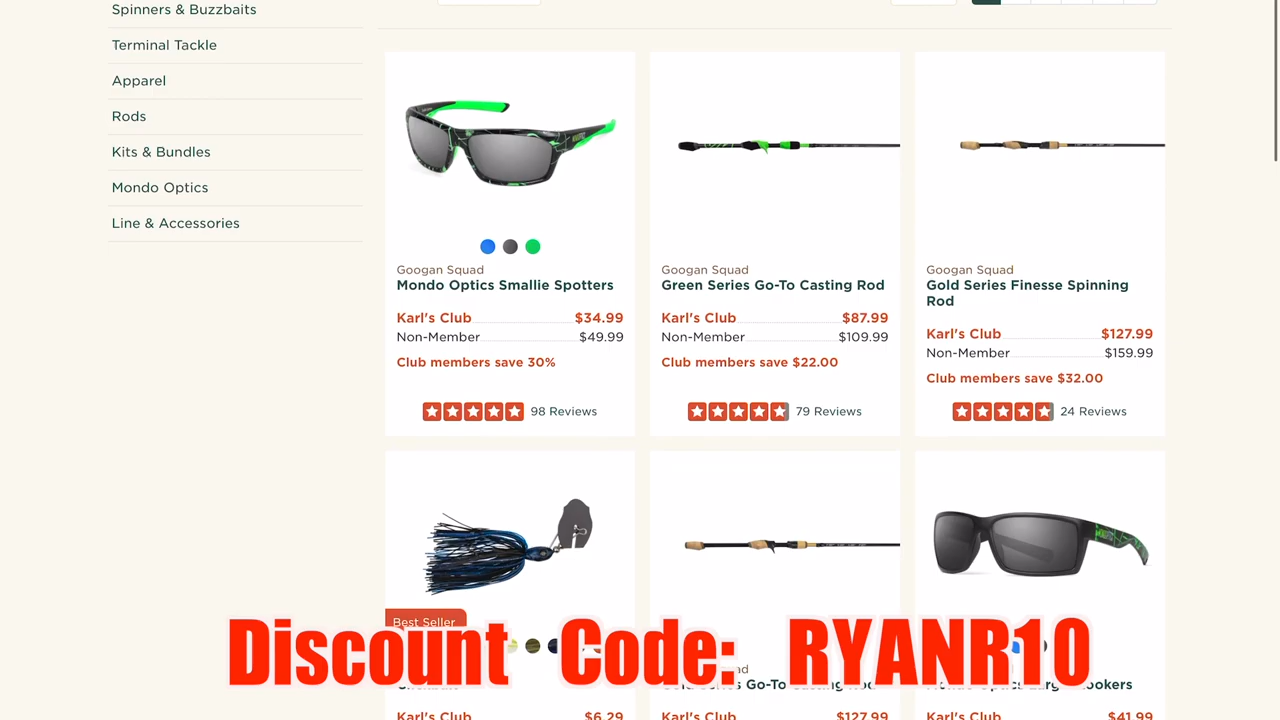 Spinners & Buzzbaits
Terminal Tackle
Apparel
Rods
Kits & Bundles
Mondo Optics
Line & Accessories
Googan Squad
Mondo Optics Smallie Spotters
Karl's Club $34.99
Non-Member $49.99
Club members save 30%
98 Reviews
Googan Squad
Green Series Go-To Casting Rod
Karl's Club $87.99
Non-Member $109.99
Club members save $22.00
79 Reviews
Googan Squad
Gold Series Finesse Spinning
Rod
Karl's Club $127.99
Non-Member $159.99
Club members save $32.00
24 Reviews
Best Seller
Discount Code: RYANR10
Karl's Club $6.29
Karl's Club $127.99
Karl's Club $41.99